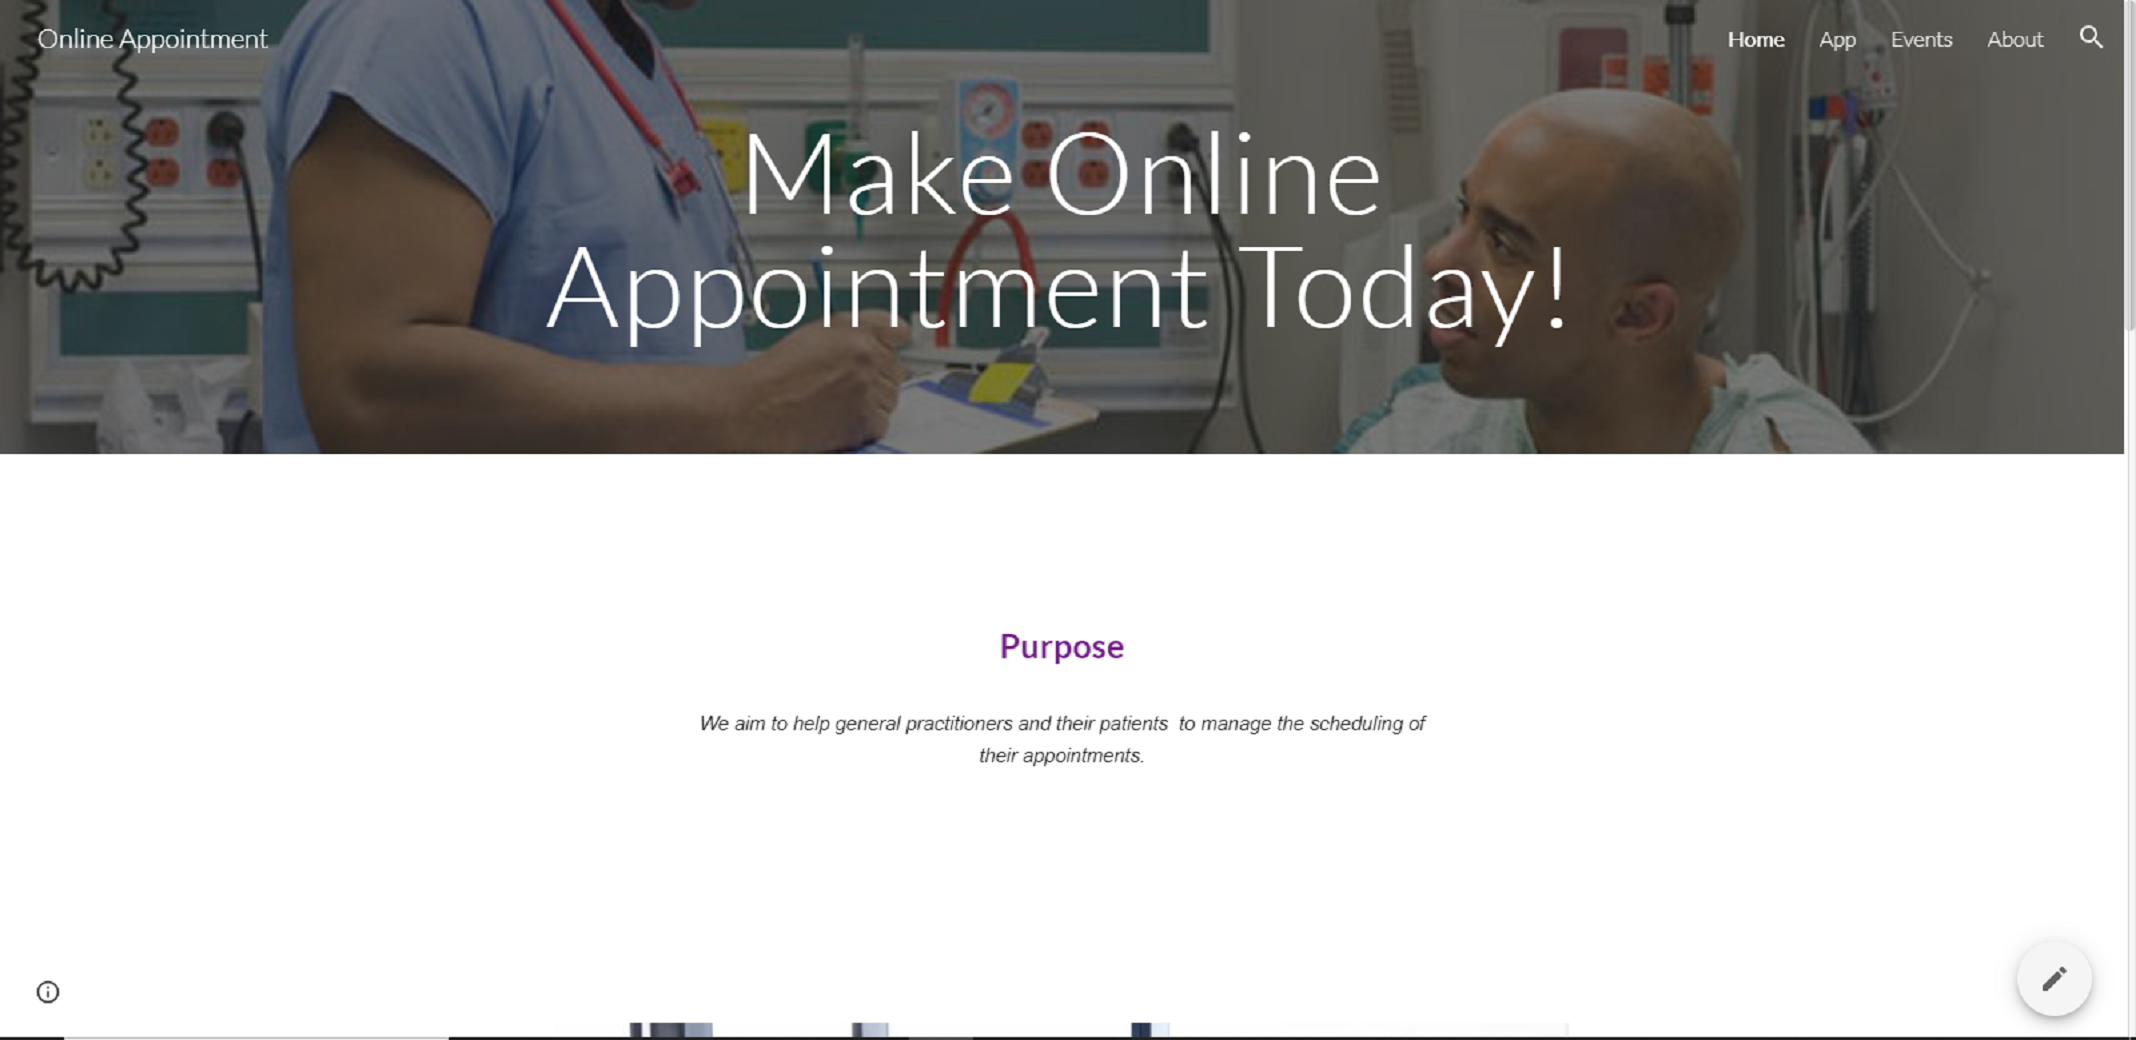 Online Appointment
Home App Events About
Make Online
Appointment Today!
Purpose
We aim to help general practitioners and their patients  to manage the scheduling of
their appointments.